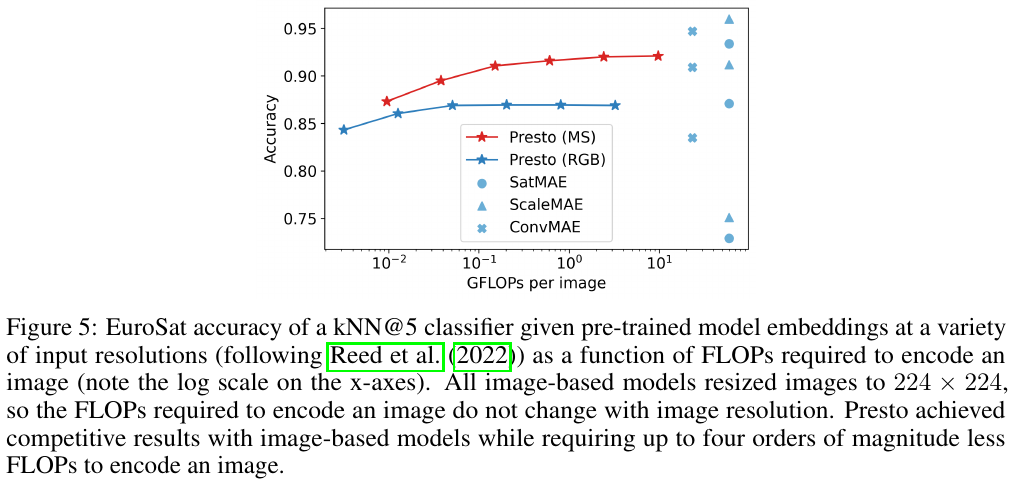 0.95
0.90
0.85
0.80
0.75
Accuracy
Presto (MS)
Presto (RGB)
SatMAE
ScaleMAE
ConvMAE
10⁻² 10⁻¹ 10⁰ 10¹
GFLOPs per image
Figure 5: EuroSat accuracy of a kNN@5 classifier given pre-trained model embeddings at a variety
of input resolutions (following Reed et al. (2022)) as a function of FLOPs required to encode an
image (note the log scale on the x-axes). All image-based models resized images to 224 × 224,
so the FLOPs required to encode an image do not change with image resolution. Presto achieved
competitive results with image-based models while requiring up to four orders of magnitude less
FLOPs to encode an image.